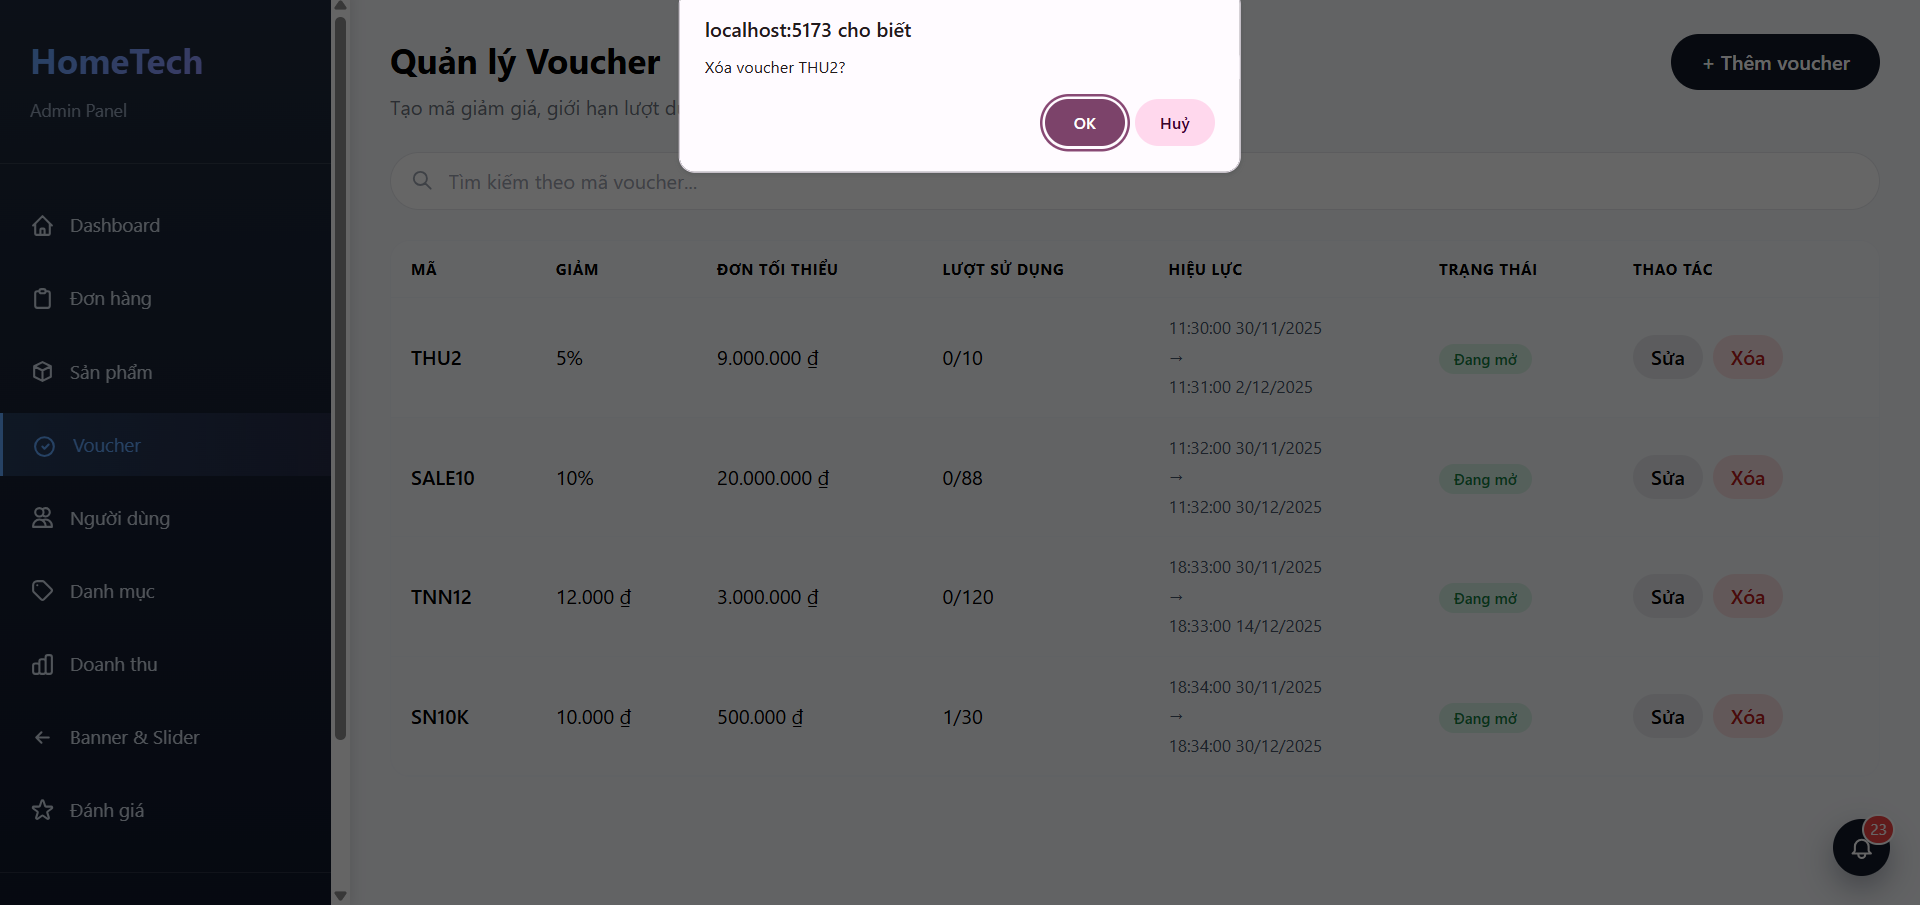 HomeTech
Admin Panel
Dashboard
Đơn hàng
Sản phẩm
Voucher
Người dùng
Danh mục
Doanh thu
Banner & Slider
Đánh giá
localhost:5173 cho biết
Xóa voucher THU2?
OK Huỷ
Quản lý Voucher
Tạo mã giảm giá, giới hạn lượt
+ Thêm voucher
Tìm kiếm theo mã voucher...
MÃ GIẢM ĐƠN TỐI THIỂU LƯỢT SỬ DỤNG HIỆU LỰC TRẠNG THÁI THAO TÁC
THU2 5% 9.000.000 ₫ 0/10 11:30:00 30/11/2025
→
11:31:00 2/12/2025
Đang mở Sửa Xóa
SALE10 10% 20.000.000 ₫ 0/88 11:32:00 30/11/2025
→
11:32:00 30/12/2025
Đang mở Sửa Xóa
TNN12 12.000 ₫ 3.000.000 ₫ 0/120 18:33:00 30/11/2025
→
18:33:00 14/12/2025
Đang mở Sửa Xóa
SN10K 10.000 ₫ 500.000 ₫ 1/30 18:34:00 30/11/2025
→
18:34:00 30/12/2025
Đang mở Sửa Xóa
23